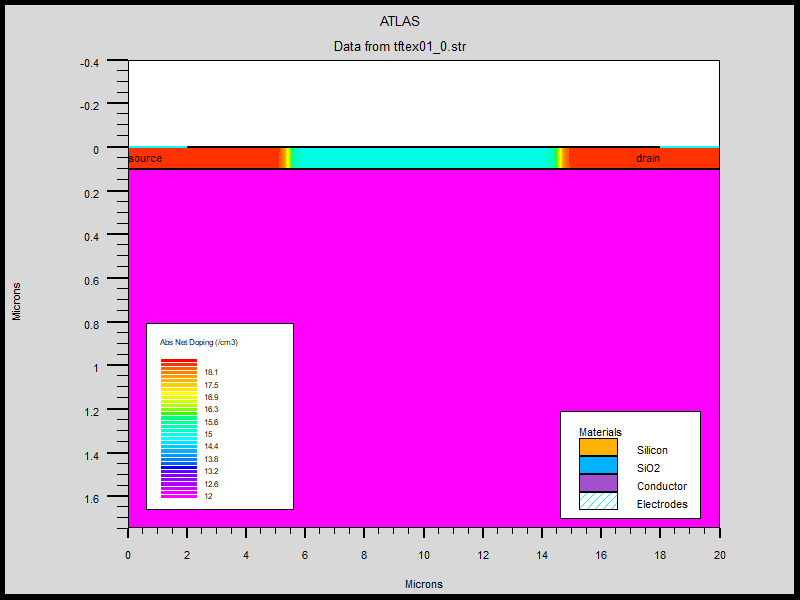 ATLAS
Data from tftex01_0.str
-0.4
-0.2
0
source
drain
0.2
0.4
0.6
Microns
0.8
Abs Net Doping (/cm3)
18.1
17.5
16.9
16.3
15.6
15
14.4
13.8
13.2
12.6
12
1
1.2
1.4
1.6
Materials
Silicon
SiO2
Conductor
Electrodes
0
2
4
6
8
10
12
14
16
18
20
Microns